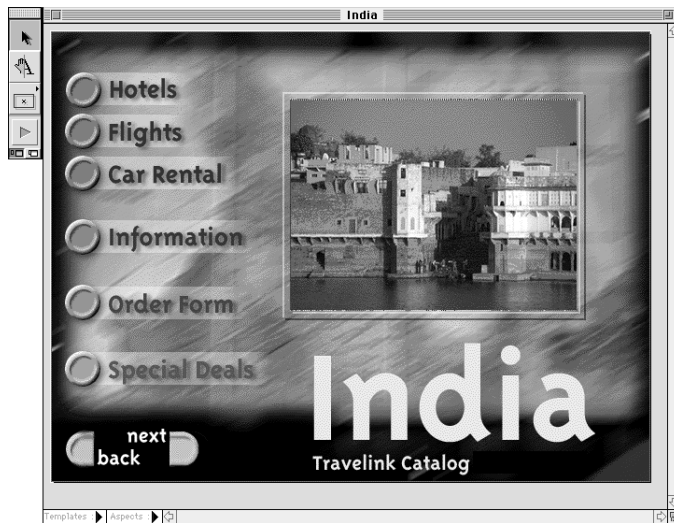 India
Hotels
Flights
Car Rental
Information
Order Form
Special Deals
next
back
India
Travelink Catalog
Templates : Aspects :